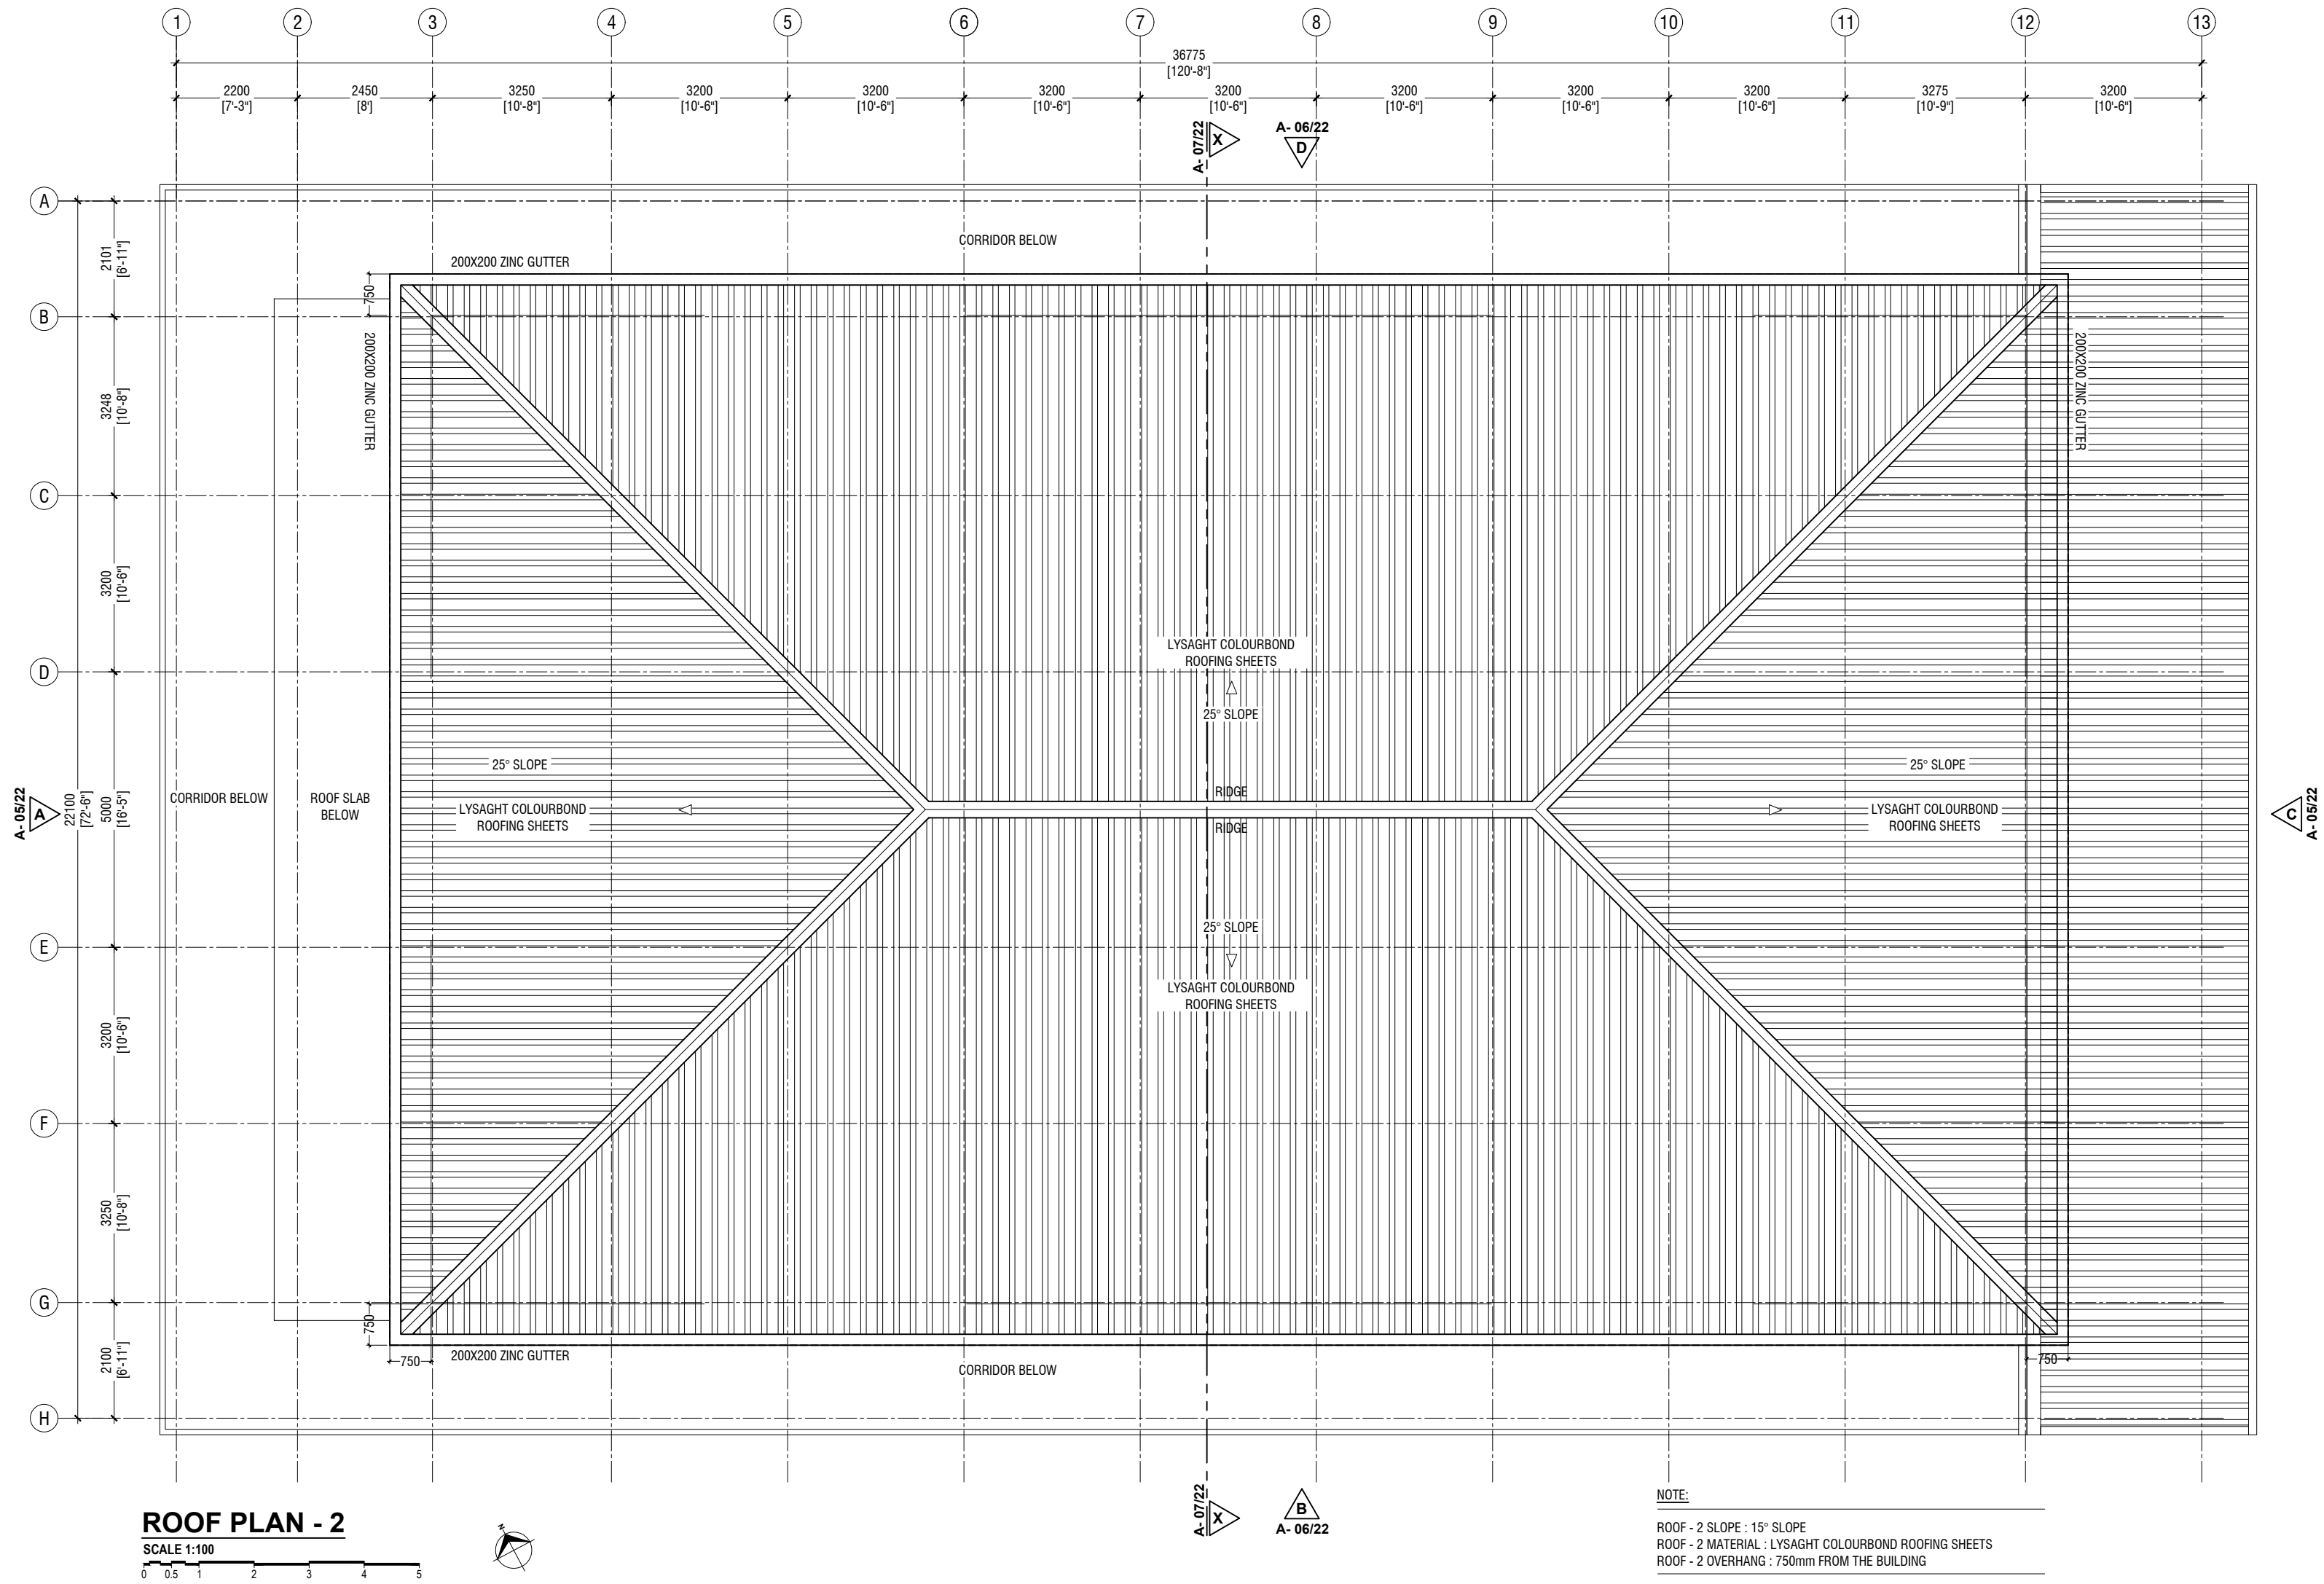 1 2 3 4 5 6 7 8 9 10 11 12 13
36775
[120'-8"]
2200 2450 3250 3200 3200 3200 3200 3200 3200 3200 3275 3200
[7'-3"] [8'] [10'-8"] [10'-6"] [10'-6"] [10'-6"] [10'-6"] [10'-6"] [10'-6"] [10'-6"] [10'-9"] [10'-6"]
A- 07/22
X
A- 06/22
D
A
B
C
D
E
F
G
H
2101
[6'-11"]
3248
[10'-8"]
3200
[10'-6"]
5000
[16'-5"]
3200
[10'-6"]
3250
[10'-8"]
2100
[6'-11"]
22100
[72'-6"]
A- 05/22
A
CORRIDOR BELOW
200X200 ZINC GUTTER
750
200X200 ZINC GUTTER
200X200 ZINC GUTTER
LYSAGHT COLOURBOND
ROOFING SHEETS
25° SLOPE
25° SLOPE
LYSAGHT COLOURBOND
ROOFING SHEETS
CORRIDOR BELOW
ROOF SLAB
BELOW
RIDGE
RIDGE
25° SLOPE
LYSAGHT COLOURBOND
ROOFING SHEETS
C
A- 05/22
25° SLOPE
LYSAGHT COLOURBOND
ROOFING SHEETS
750
750
200X200 ZINC GUTTER
CORRIDOR BELOW
750
A- 07/22
X
B
A- 06/22
ROOF PLAN - 2
SCALE 1:100
0 0.5 1 2 3 4 5
N
NOTE:
ROOF - 2 SLOPE : 15° SLOPE
ROOF - 2 MATERIAL : LYSAGHT COLOURBOND ROOFING SHEETS
ROOF - 2 OVERHANG : 750mm FROM THE BUILDING